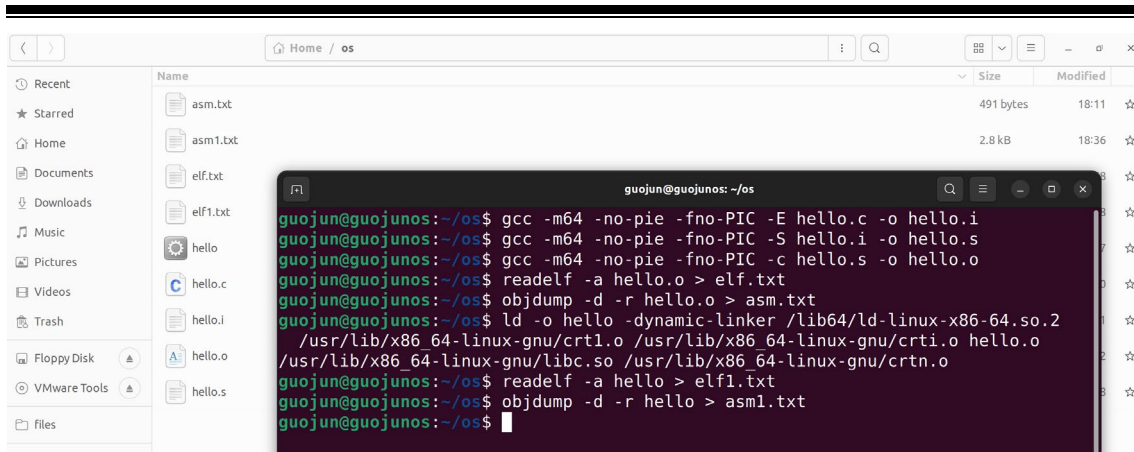 Home / os
Recent
Starred
Home
Documents
Downloads
Music
Pictures
Videos
Trash
Floppy Disk
VMware Tools
files
Name Size Modified
asm.txt 491 bytes 18:11
asm1.txt 2.8 kB 18:36
elf.txt
elf1.txt
hello
hello.c
hello.i
hello.o
hello.s
guojun@guojunos: ~/os
guojun@guojunos:~/os$ gcc -m64 -no-pie -fno-PIC -E hello.c -o hello.i
guojun@guojunos:~/os$ gcc -m64 -no-pie -fno-PIC -S hello.i -o hello.s
guojun@guojunos:~/os$ gcc -m64 -no-pie -fno-PIC -c hello.s -o hello.o
guojun@guojunos:~/os$ readelf -a hello.o > elf.txt
guojun@guojunos:~/os$ objdump -d -r hello.o > asm.txt
guojun@guojunos:~/os$ ld -o hello -dynamic-linker /lib64/ld-linux-x86-64.so.2
/usr/lib/x86_64-linux-gnu/crt1.o /usr/lib/x86_64-linux-gnu/crti.o hello.o
/usr/lib/x86_64-linux-gnu/libc.so /usr/lib/x86_64-linux-gnu/crtn.o
guojun@guojunos:~/os$ readelf -a hello > elf1.txt
guojun@guojunos:~/os$ objdump -d -r hello > asm1.txt
guojun@guojunos:~/os$